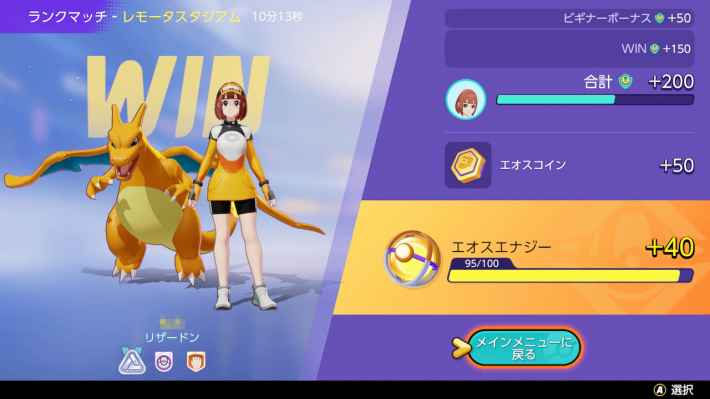 ランクマッチ - レモータスタジアム 10分13秒
WIN
リザードン
ビギナーボーナス +50
WIN +150
合計 +200
エオスコイン +50
エオスエナジー +40
95/100
メインメニューに
戻る
A 選択